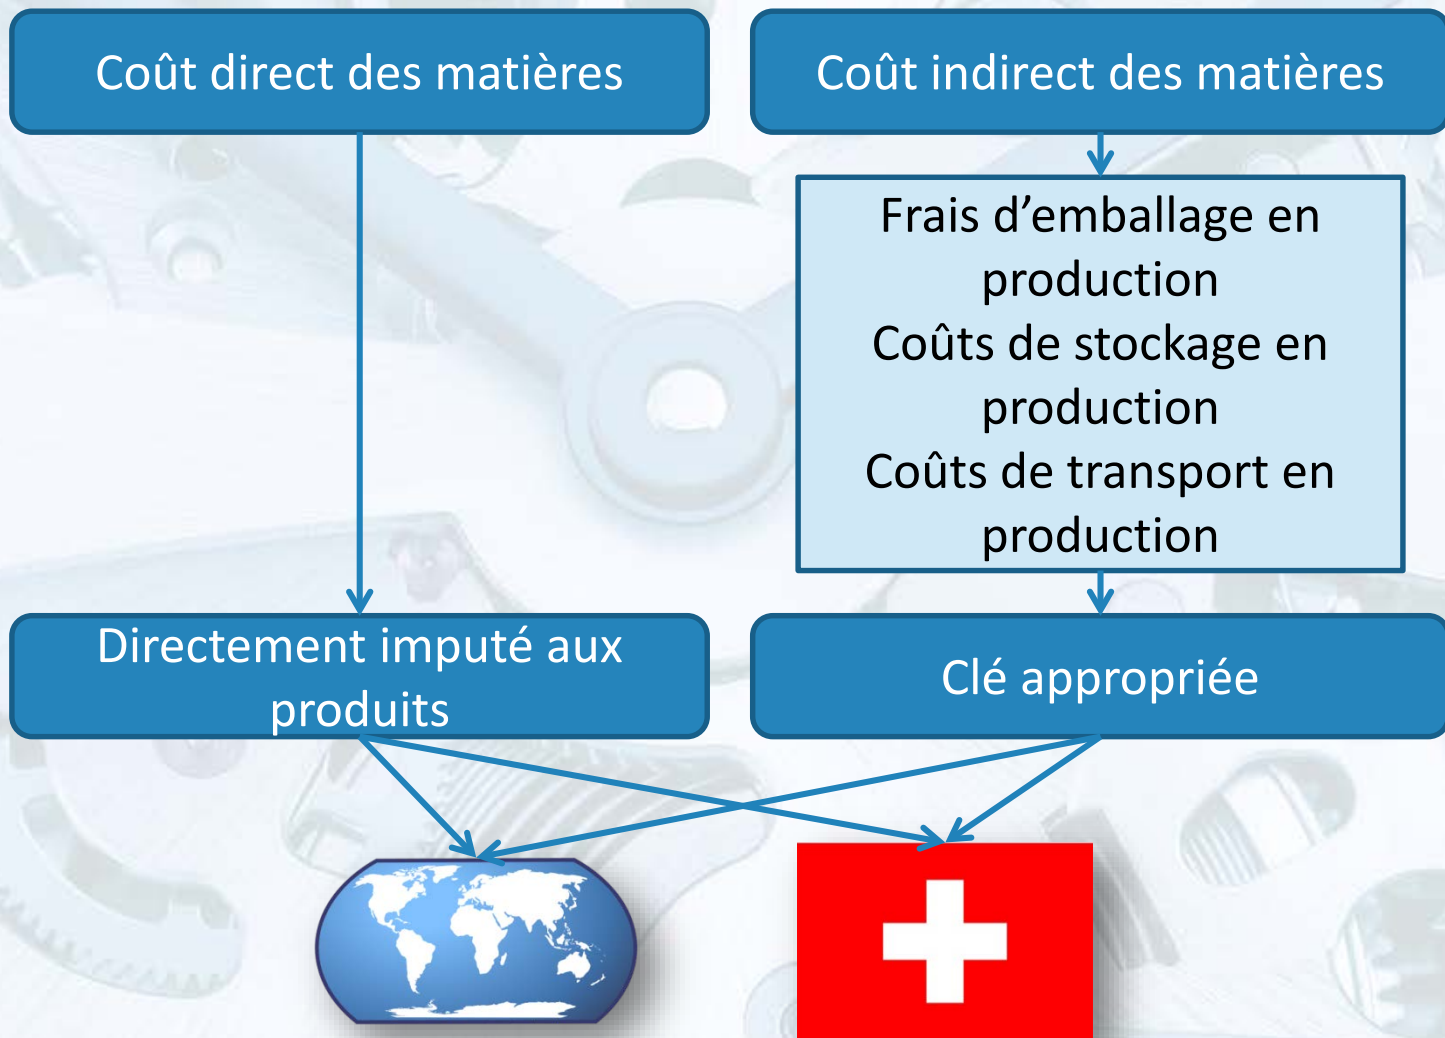 Coût direct des matières
Coût indirect des matières
Frais d’emballage en
production
Coûts de stockage en
production
Coûts de transport en
production
Directement imputé aux
produits
Clé appropriée